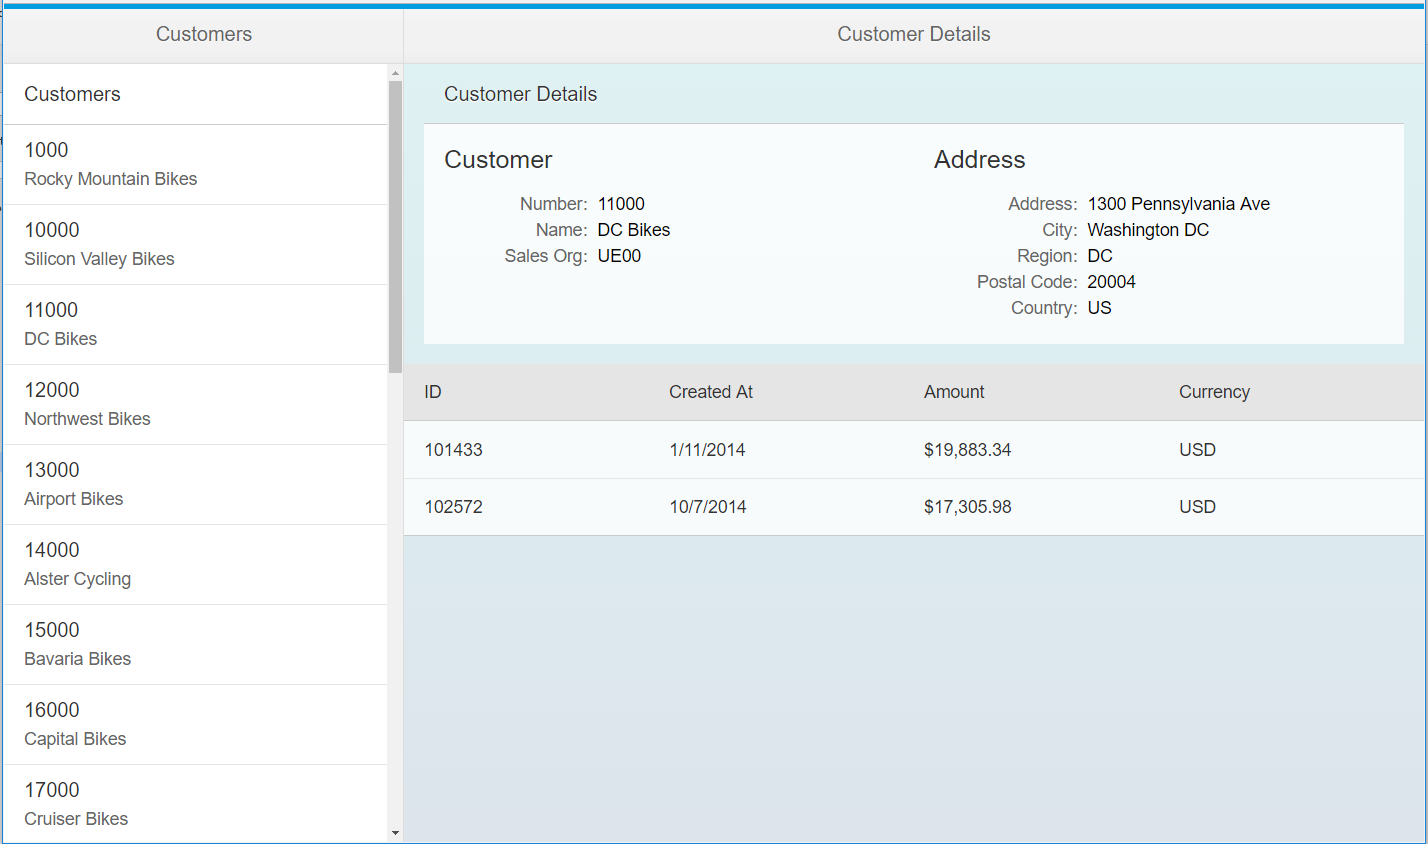 Customers
Customer Details
Customers
1000
Rocky Mountain Bikes
10000
Silicon Valley Bikes
11000
DC Bikes
12000
Northwest Bikes
13000
Airport Bikes
14000
Alster Cycling
15000
Bavaria Bikes
16000
Capital Bikes
17000
Cruiser Bikes
Customer Details
Customer
Number: 11000
Name: DC Bikes
Sales Org: UE00
Address
Address: 1300 Pennsylvania Ave
City: Washington DC
Region: DC
Postal Code: 20004
Country: US
ID Created At Amount Currency
101433 1/11/2014 $19,883.34 USD
102572 10/7/2014 $17,305.98 USD